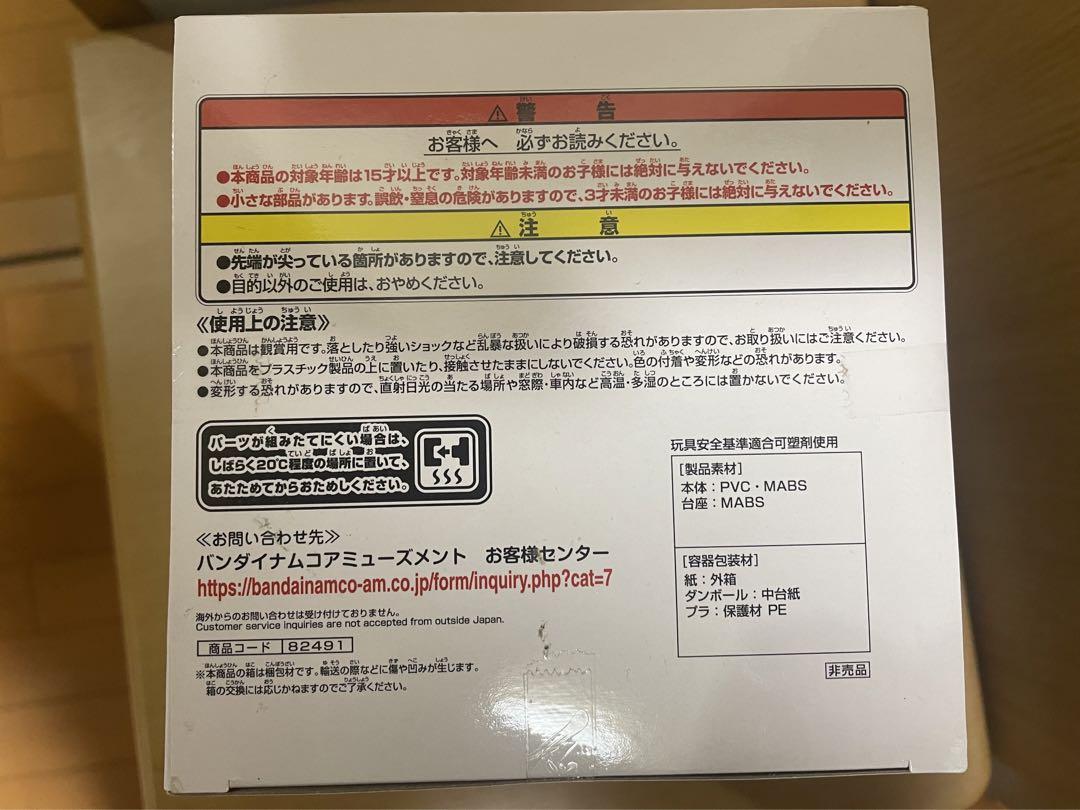 ⚠ 警告
お客様へ 必ずお読みください。
●本商品の対象年齢は15才以上です。対象年齢未満のお子様には絶対に与えないでください。
●小さな部品があります。誤飲・窒息の危険がありますので、3才未満のお子様には絶対に与えないでください。
⚠ 注意
●先端が尖っている箇所がありますので、注意してください。
●目的以外のご使用は、おやめください。
≪使用上の注意≫
●本商品は観賞用です。落としたり強いショックなど乱暴な扱いにより破損する恐れがありますので、お取り扱いにはご注意ください。
●本商品をプラスチック製品の上に置いたり、接触させたままにしないでください。色の付着や変形などの恐れがあります。
●変形する恐れがありますので、直射日光の当たる場所や窓際・車内など高温・多湿のところには置かないでください。
パーツが組みたてにくい場合は、
しばらく20℃程度の場所に置いて、
あたためてからおためしください。
玩具安全基準適合可塑剤使用
[製品素材]
本体：PVC・MABS
台座：MABS
[容器包装材]
紙：外箱
ダンボール：中台紙
プラ：保護材 PE
非売品
≪お問い合わせ先≫
バンダイナムコアミューズメント お客様センター
https://bandainamco-am.co.jp/form/inquiry.php?cat=7
海外からのお問い合わせは受け付けておりません。
Customer service inquiries are not accepted from outside Japan.
商品コード 82491
※本商品の箱は梱包材です。輸送の際などに傷や凹みが生じます。
箱の交換には応じかねますのでご了承ください。